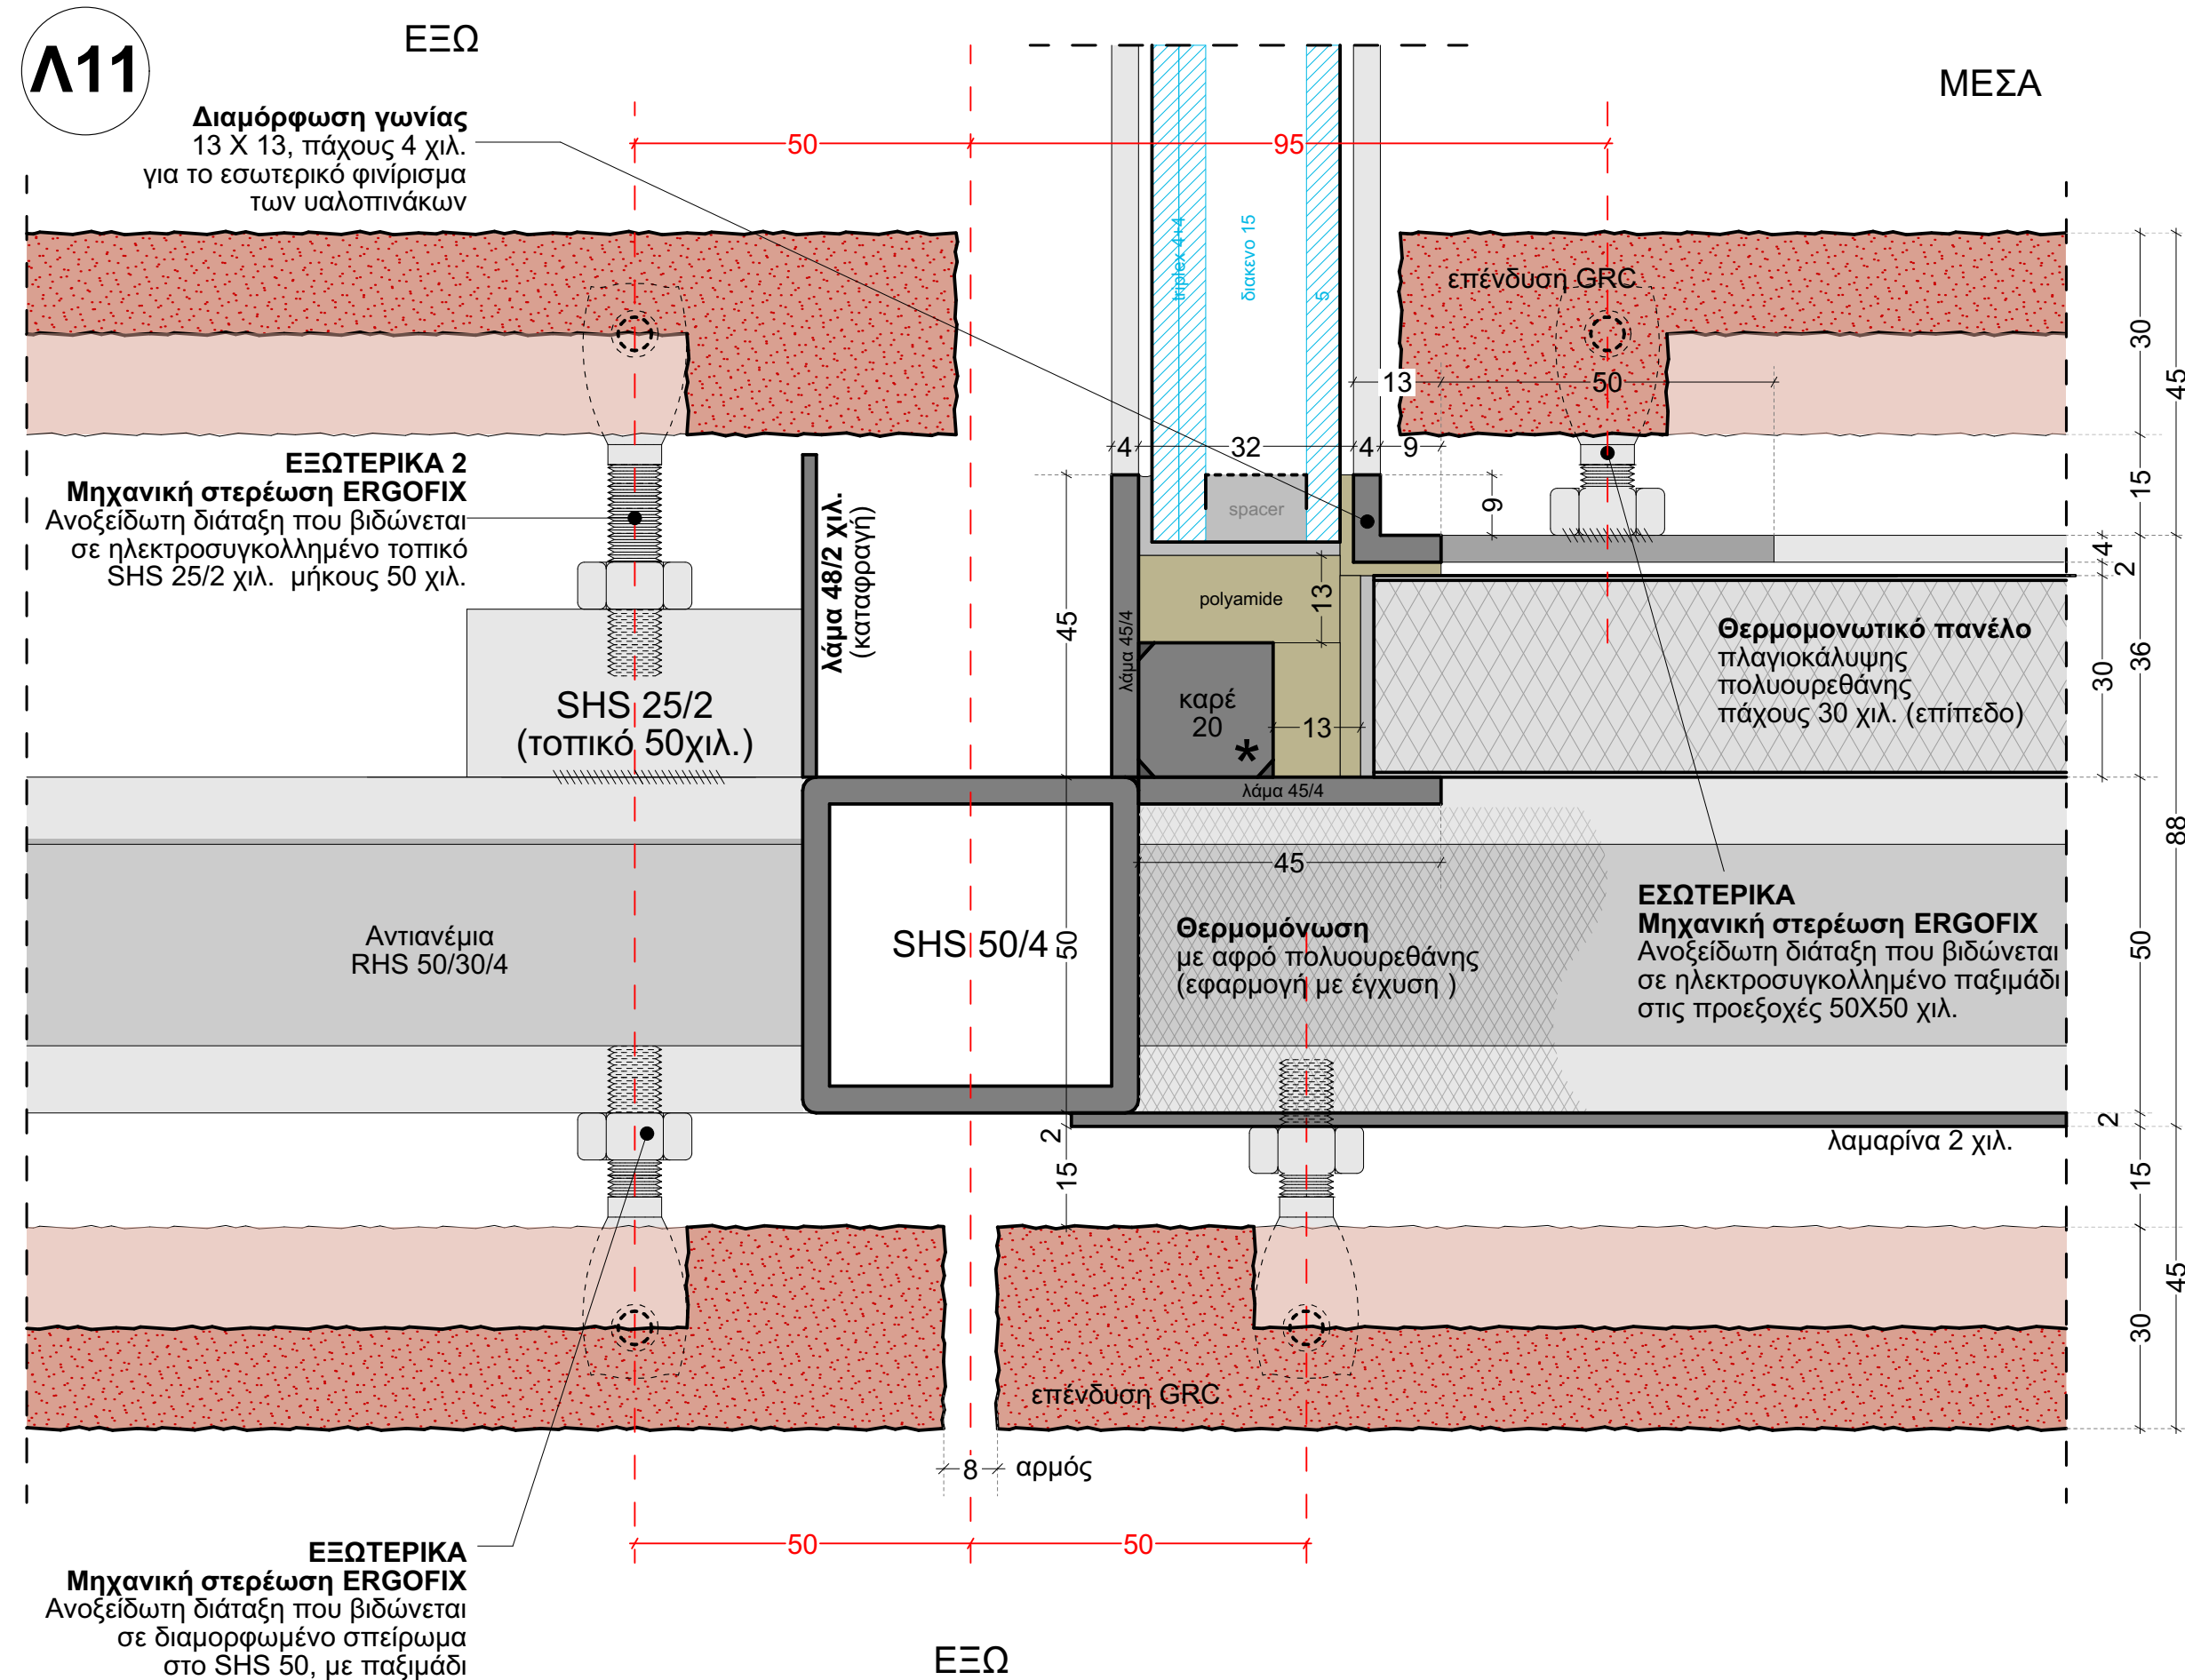 Λ11
ΕΞΩ
ΜΕΣΑ
Διαμόρφωση γωνίας
13 Χ 13, πάχους 4 χιλ.
για το εσωτερικό φινίρισμα
των υαλοπινάκων
50
95
triplex 4+4
διακενο 15
5
επένδυση GRC
30
45
13
50
4
32
4
9
ΕΞΩΤΕΡΙΚΑ 2
Μηχανική στερέωση ERGOFIX
Ανοξείδωτη διάταξη που βιδώνεται
σε ηλεκτροσυγκολλημένο τοπικό
SHS 25/2 χιλ. μήκους 50 χιλ.
λάμα 48/2 χιλ.
(καταφραγή)
spacer
9
15
4
2
45
λάμα 45/4
polyamide
13
Θερμομονωτικό πανέλο
πλαγιοκάλυψης
πολυουρεθάνης
πάχους 30 χιλ. (επίπεδο)
30
36
SHS 25/2
(τοπικό 50χιλ.)
καρέ
20
*
13
λάμα 45/4
88
45
Αντιανέμια
RHS 50/30/4
SHS 50/4
50
Θερμομόνωση
με αφρό πολυουρεθάνης
(εφαρμογή με έγχυση )
ΕΣΩΤΕΡΙΚΑ
Μηχανική στερέωση ERGOFIX
Ανοξείδωτη διάταξη που βιδώνεται
σε ηλεκτροσυγκολλημένο παξιμάδι
στις προεξοχές 50Χ50 χιλ.
50
2
2
λαμαρίνα 2 χιλ.
15
15
45
30
επένδυση GRC
8
αρμός
50
50
ΕΞΩΤΕΡΙΚΑ
Μηχανική στερέωση ERGOFIX
Ανοξείδωτη διάταξη που βιδώνεται
σε διαμορφωμένο σπείρωμα
στο SHS 50, με παξιμάδι
ΕΞΩ